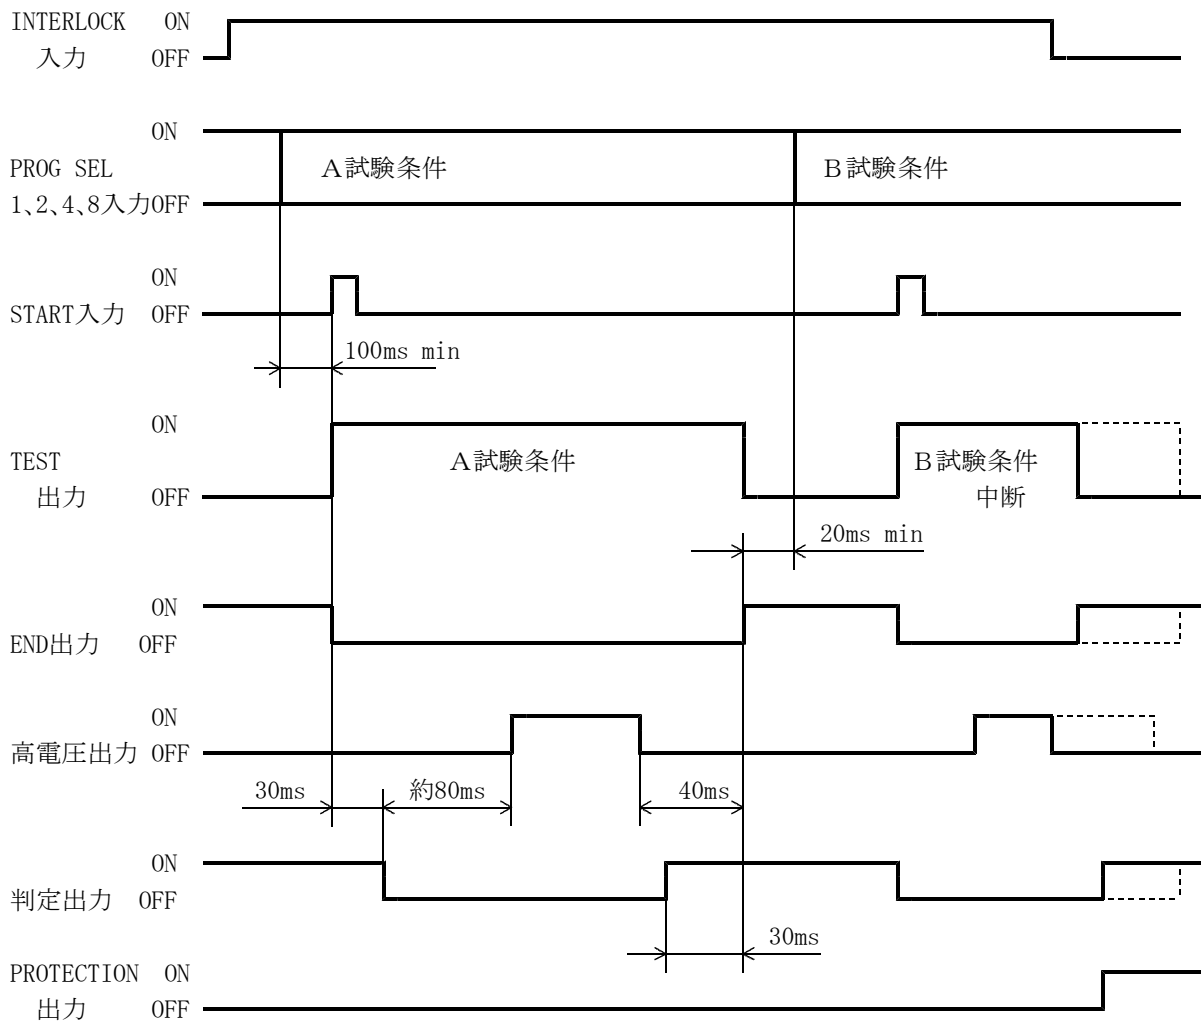 INTERLOCK ON
入力 OFF
ON
PROG SEL A試験条件 B試験条件
1、2、4、8入力OFF
ON
START入力 OFF
100ms min
ON
TEST A試験条件 B試験条件
出力 OFF 中断
20ms min
ON
END出力 OFF
ON
高電圧出力 OFF
30ms 約80ms 40ms
ON
判定出力 OFF
30ms
PROTECTION ON
出力 OFF